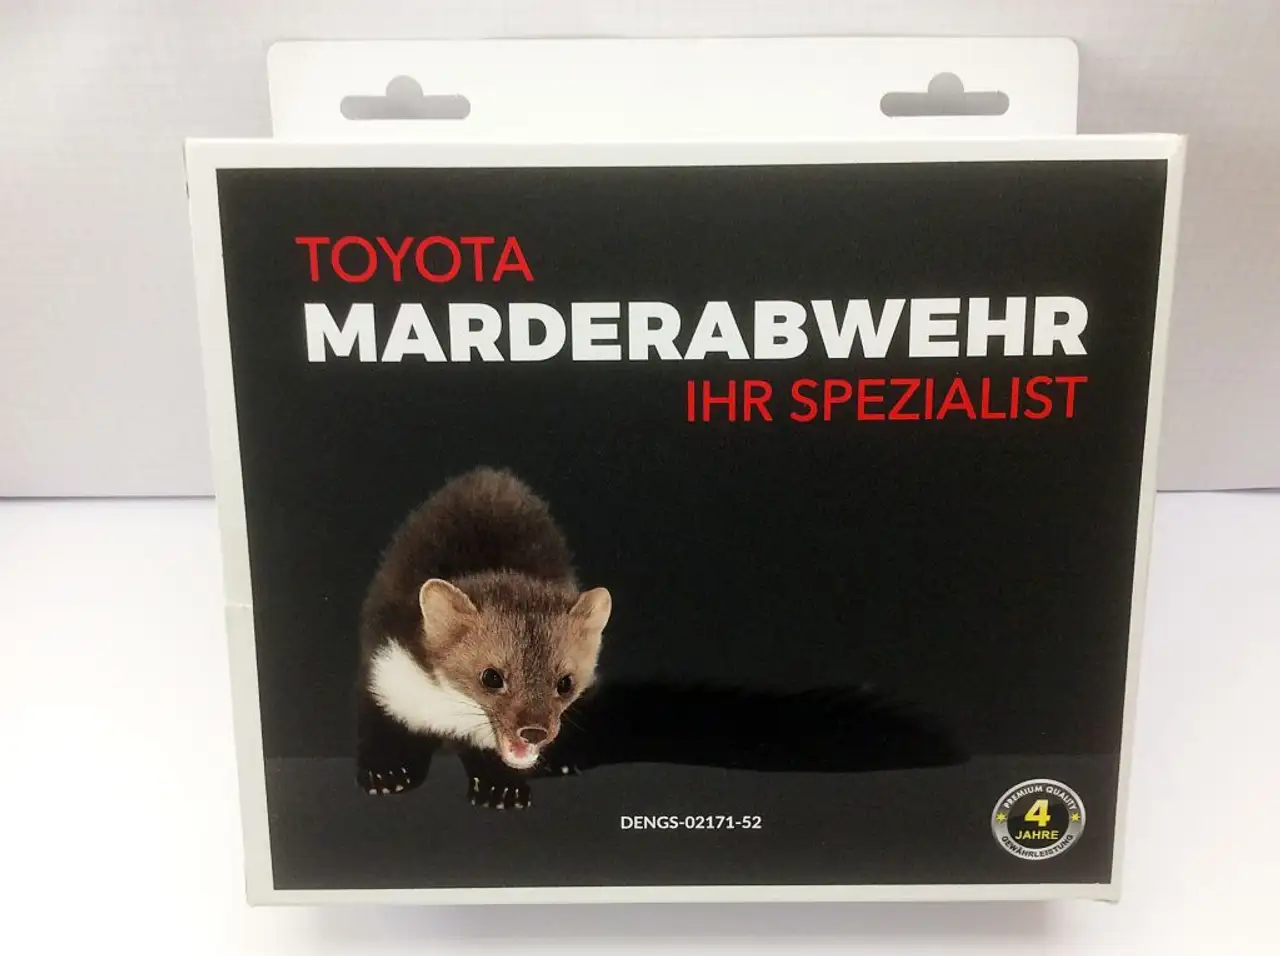 TOYOTA
MARDERABWEHR
IHR SPEZIALIST
DENGS-02171-52
PREMIUM QUALITY
4
JAHRE
GEWÄHRLEISTUNG